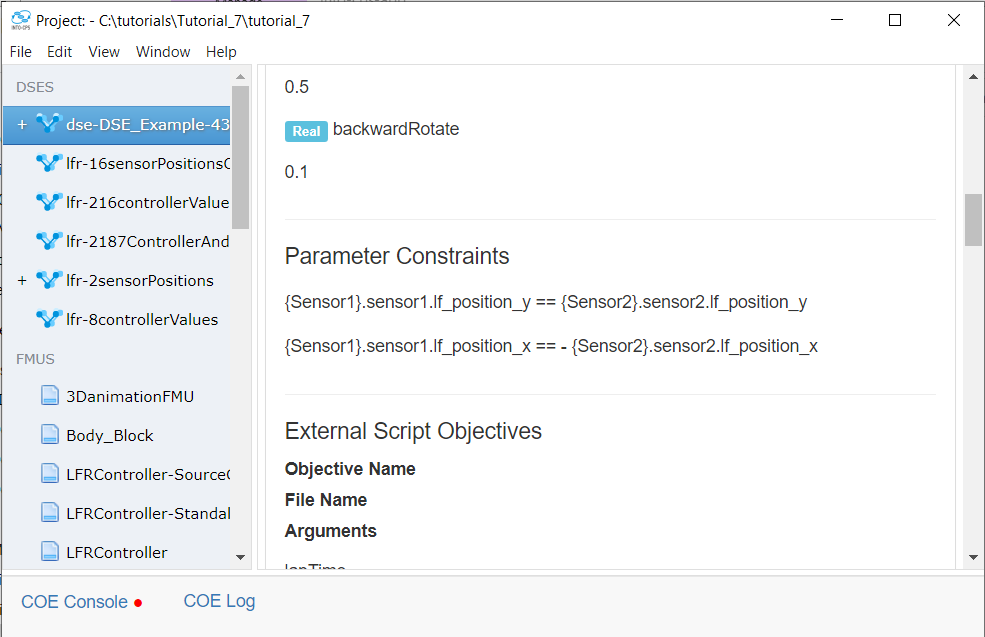 Project: - C:\tutorials\Tutorial_7\tutorial_7
File Edit View Window Help
DSES
+ dse-DSE_Example-43
lfr-16sensorPositionsC
lfr-216controllerValue
lfr-2187ControllerAnd
+ lfr-2sensorPositions
lfr-8controllerValues
FMUS
3DanimationFMU
Body_Block
LFRController-SourceC
LFRController-Standal
LFRController
0.5
Real backwardRotate
0.1
Parameter Constraints
{Sensor1}.sensor1.lf_position_y == {Sensor2}.sensor2.lf_position_y
{Sensor1}.sensor1.lf_position_x == - {Sensor2}.sensor2.lf_position_x
External Script Objectives
Objective Name
File Name
Arguments
lapTime
COE Console
COE Log